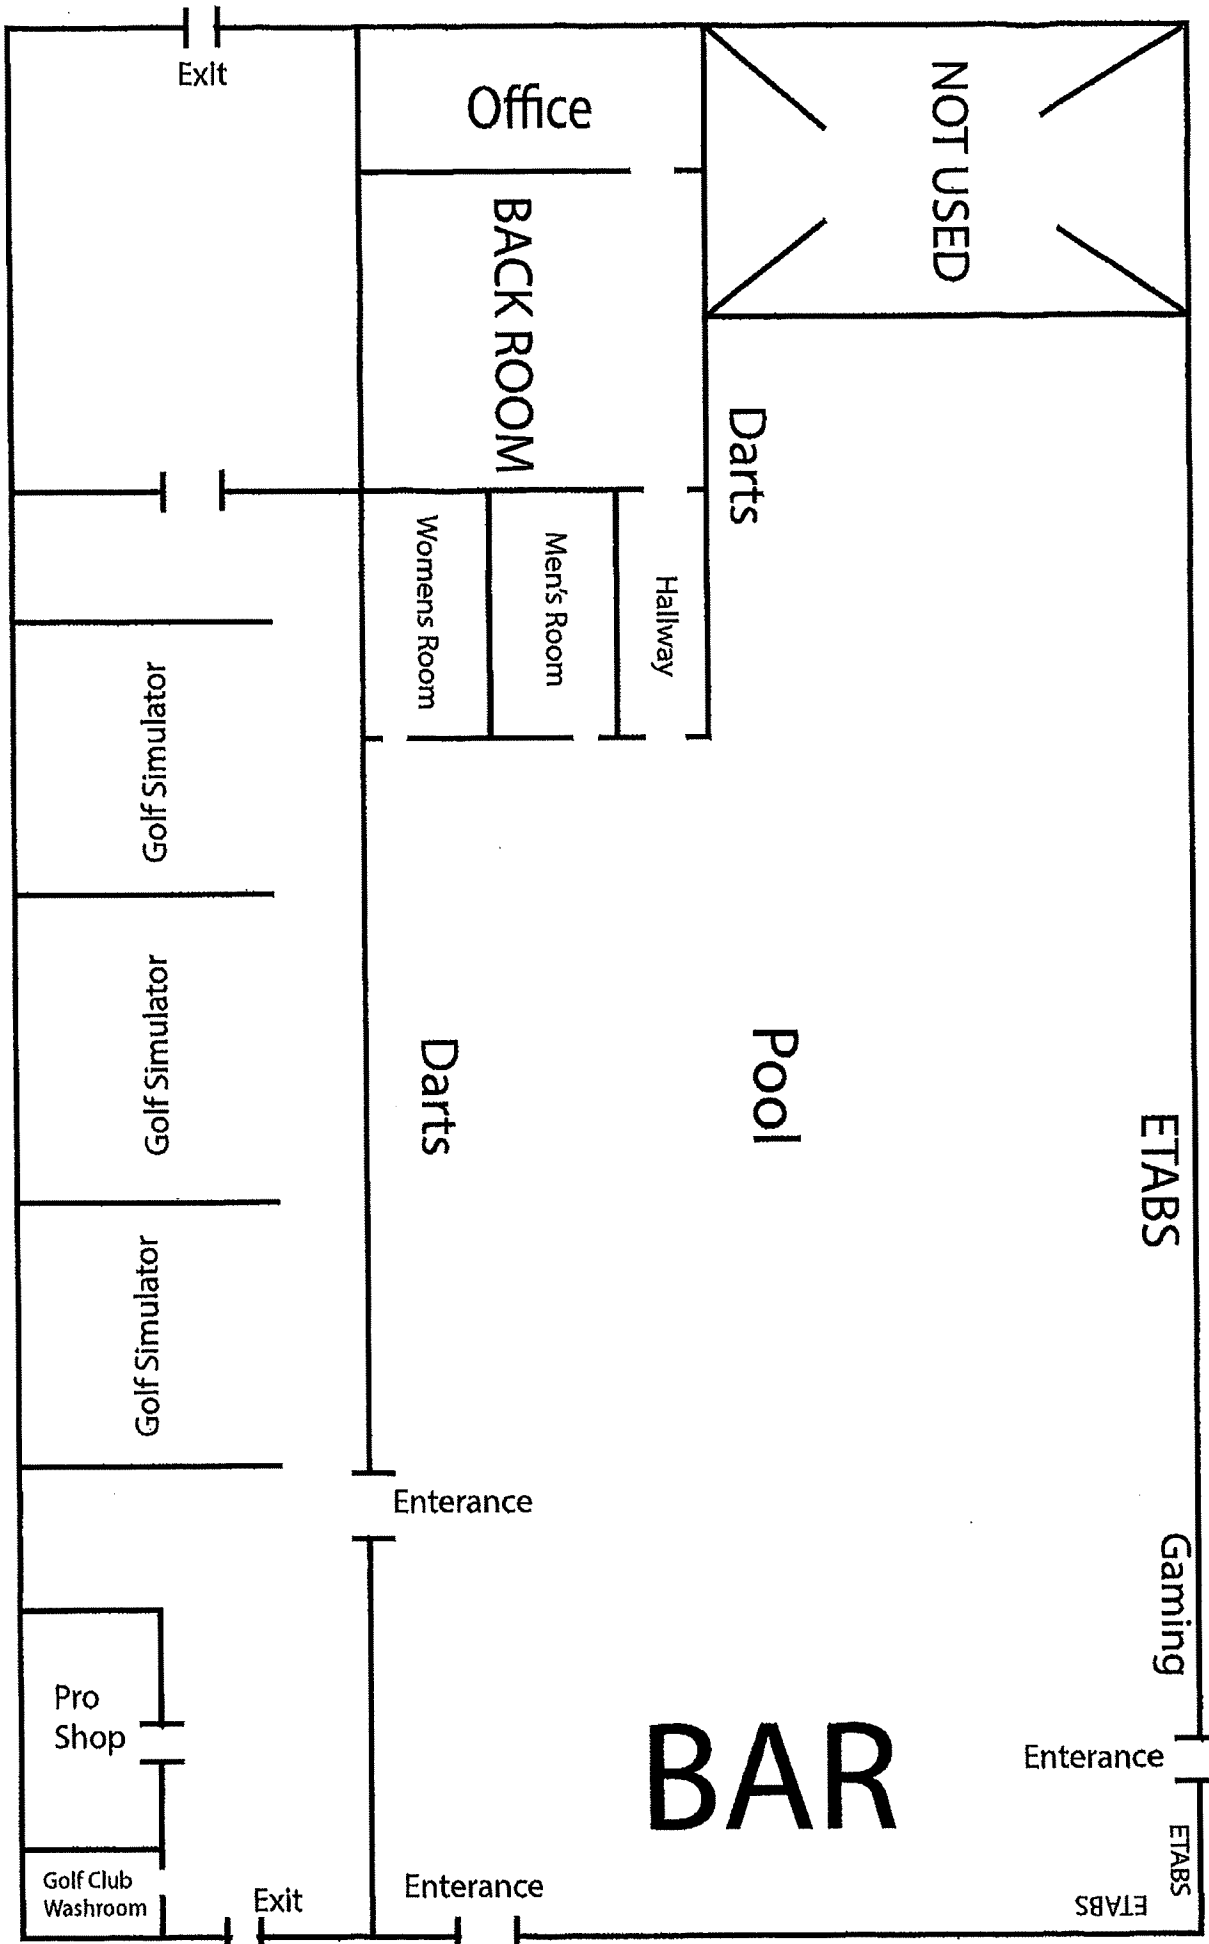 Exit
Office
NOT USED
BACK ROOM
Darts
Womens Room
Men's Room
Hallway
Golf Simulator
Golf Simulator
Darts
Pool
ETABS
Golf Simulator
Enterance
Gaming
Pro
Shop
BAR
Enterance
ETABS
Golf Club
Washroom
Exit
Enterance
ETABS